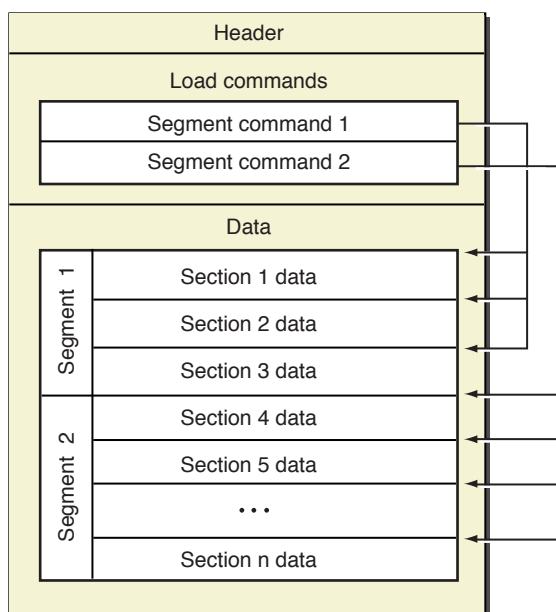 Header
Load commands
Segment command 1
Segment command 2
Data
Segment 1
Section 1 data
Section 2 data
Section 3 data
Segment 2
Section 4 data
Section 5 data
...
Section n data